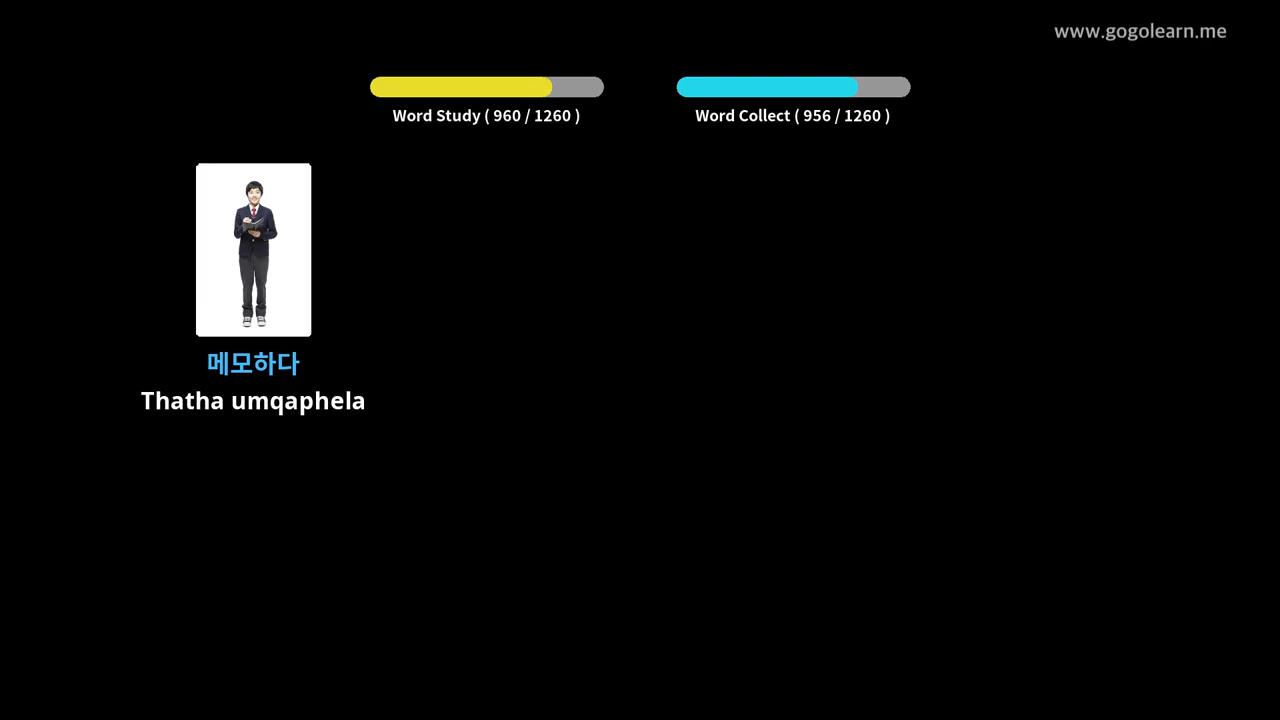 www.gogolearn.me
Word Study ( 960 / 1260 )
Word Collect ( 956 / 1260 )
메모하다
Thatha umqaphela